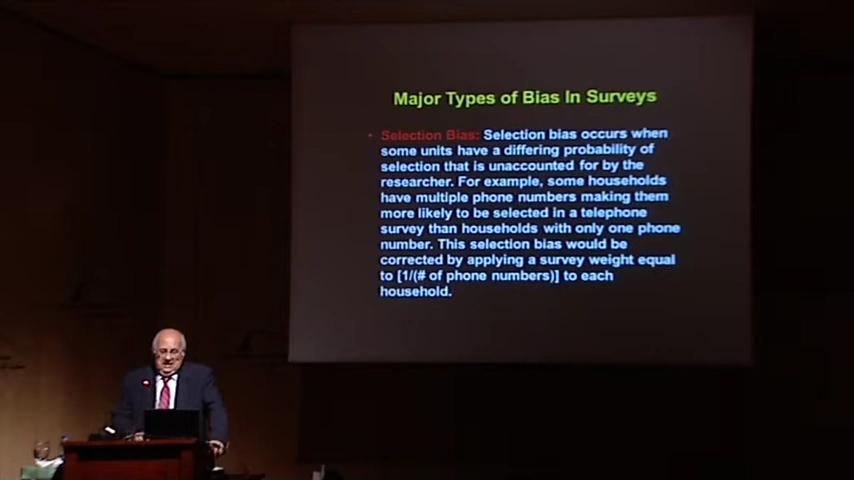 Major Types of Bias In Surveys
• Selection Bias: Selection bias occurs when
some units have a differing probability of
selection that is unaccounted for by the
researcher. For example, some households
have multiple phone numbers making them
more likely to be selected in a telephone
survey than households with only one phone
number. This selection bias would be
corrected by applying a survey weight equal
to [1/(# of phone numbers)] to each
household.